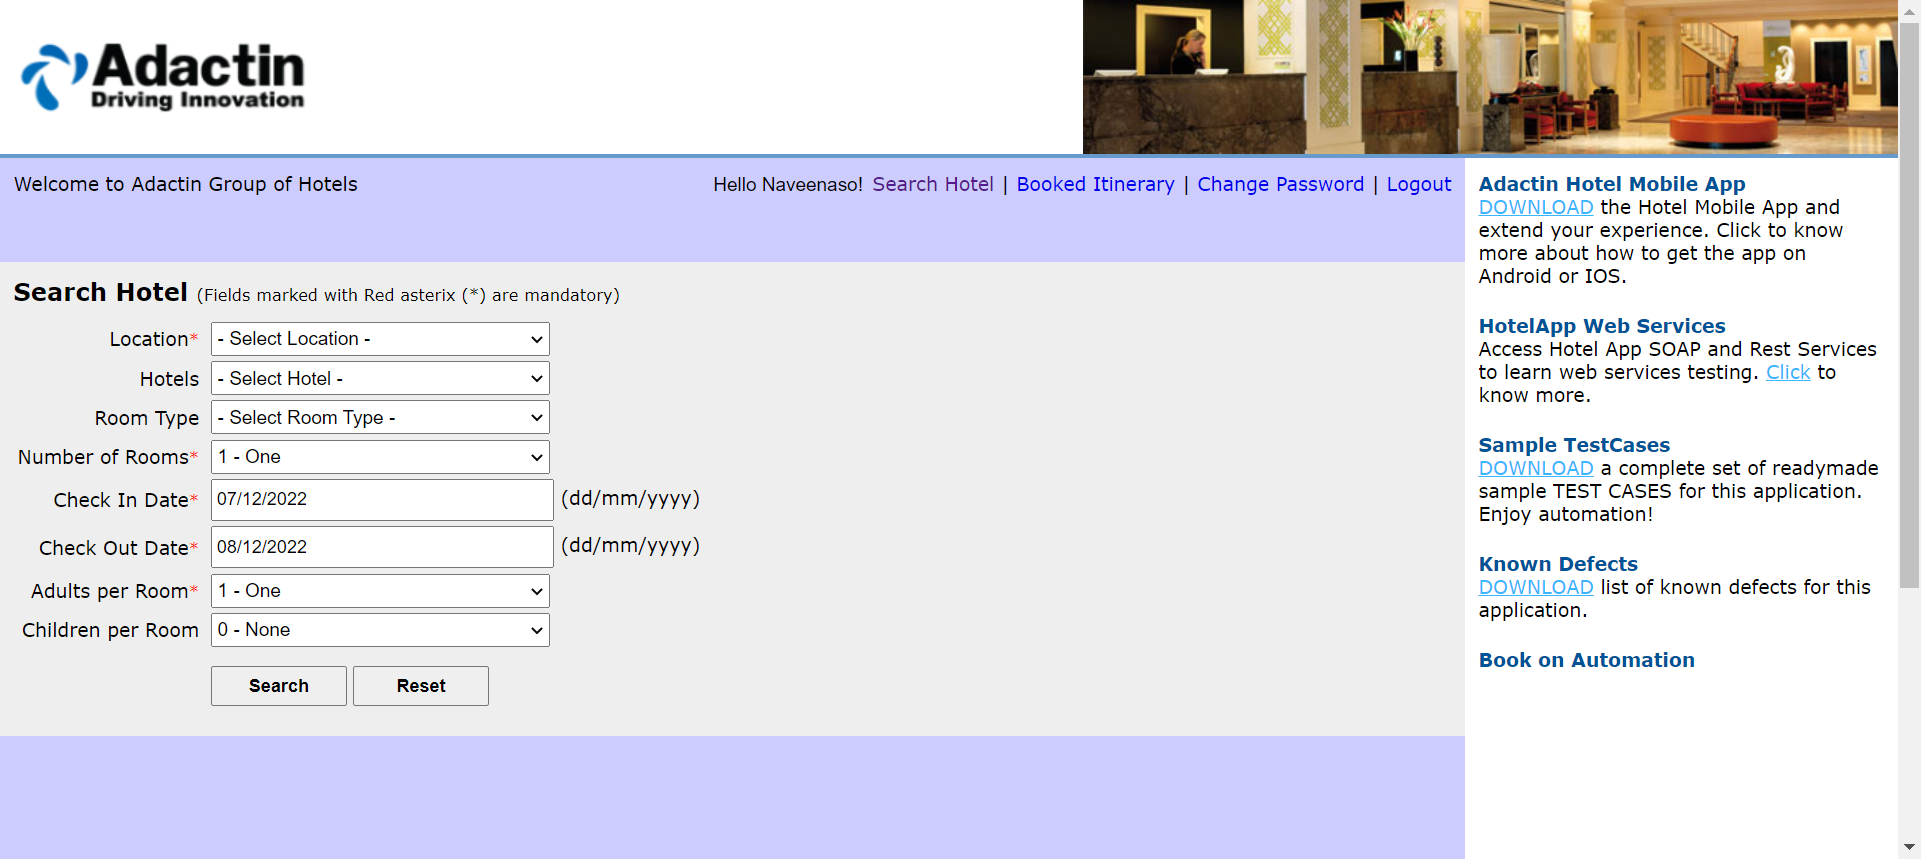 Adactin
Driving Innovation
Welcome to Adactin Group of Hotels
Hello Naveenaso! Search Hotel | Booked Itinerary | Change Password | Logout
Search Hotel (Fields marked with Red asterix (*) are mandatory)
Location* - Select Location -
Hotels - Select Hotel -
Room Type - Select Room Type -
Number of Rooms* 1 - One
Check In Date* 07/12/2022 (dd/mm/yyyy)
Check Out Date* 08/12/2022 (dd/mm/yyyy)
Adults per Room* 1 - One
Children per Room 0 - None
Search Reset
Adactin Hotel Mobile App
DOWNLOAD the Hotel Mobile App and
extend your experience. Click to know
more about how to get the app on
Android or IOS.
HotelApp Web Services
Access Hotel App SOAP and Rest Services
to learn web services testing. Click to
know more.
Sample TestCases
DOWNLOAD a complete set of readymade
sample TEST CASES for this application.
Enjoy automation!
Known Defects
DOWNLOAD list of known defects for this
application.
Book on Automation